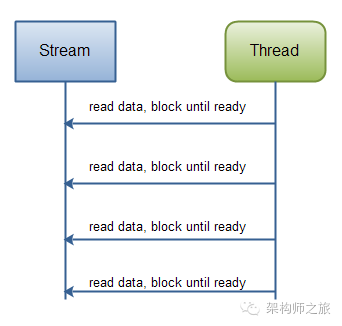 Stream
Thread
read data, block until ready
read data, block until ready
read data, block until ready
read data, block until ready
架构师之旅